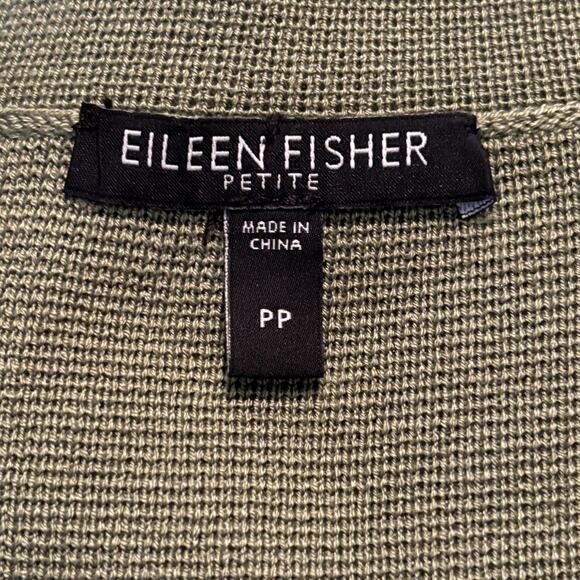 EILEEN FISHER
PETITE
MADE IN
CHINA
PP